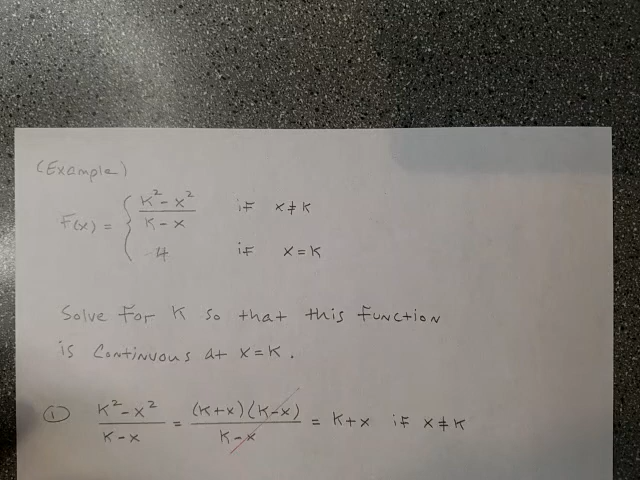 (Example)
F(x) = { (K² - x²)/(K - x) if x ≠ K
-4 if x = K
Solve for K so that this function
is continuous at x = K.
① (K² - x²)/(K - x) = (K + x)(K - x)/(K - x) = K + x if x ≠ K